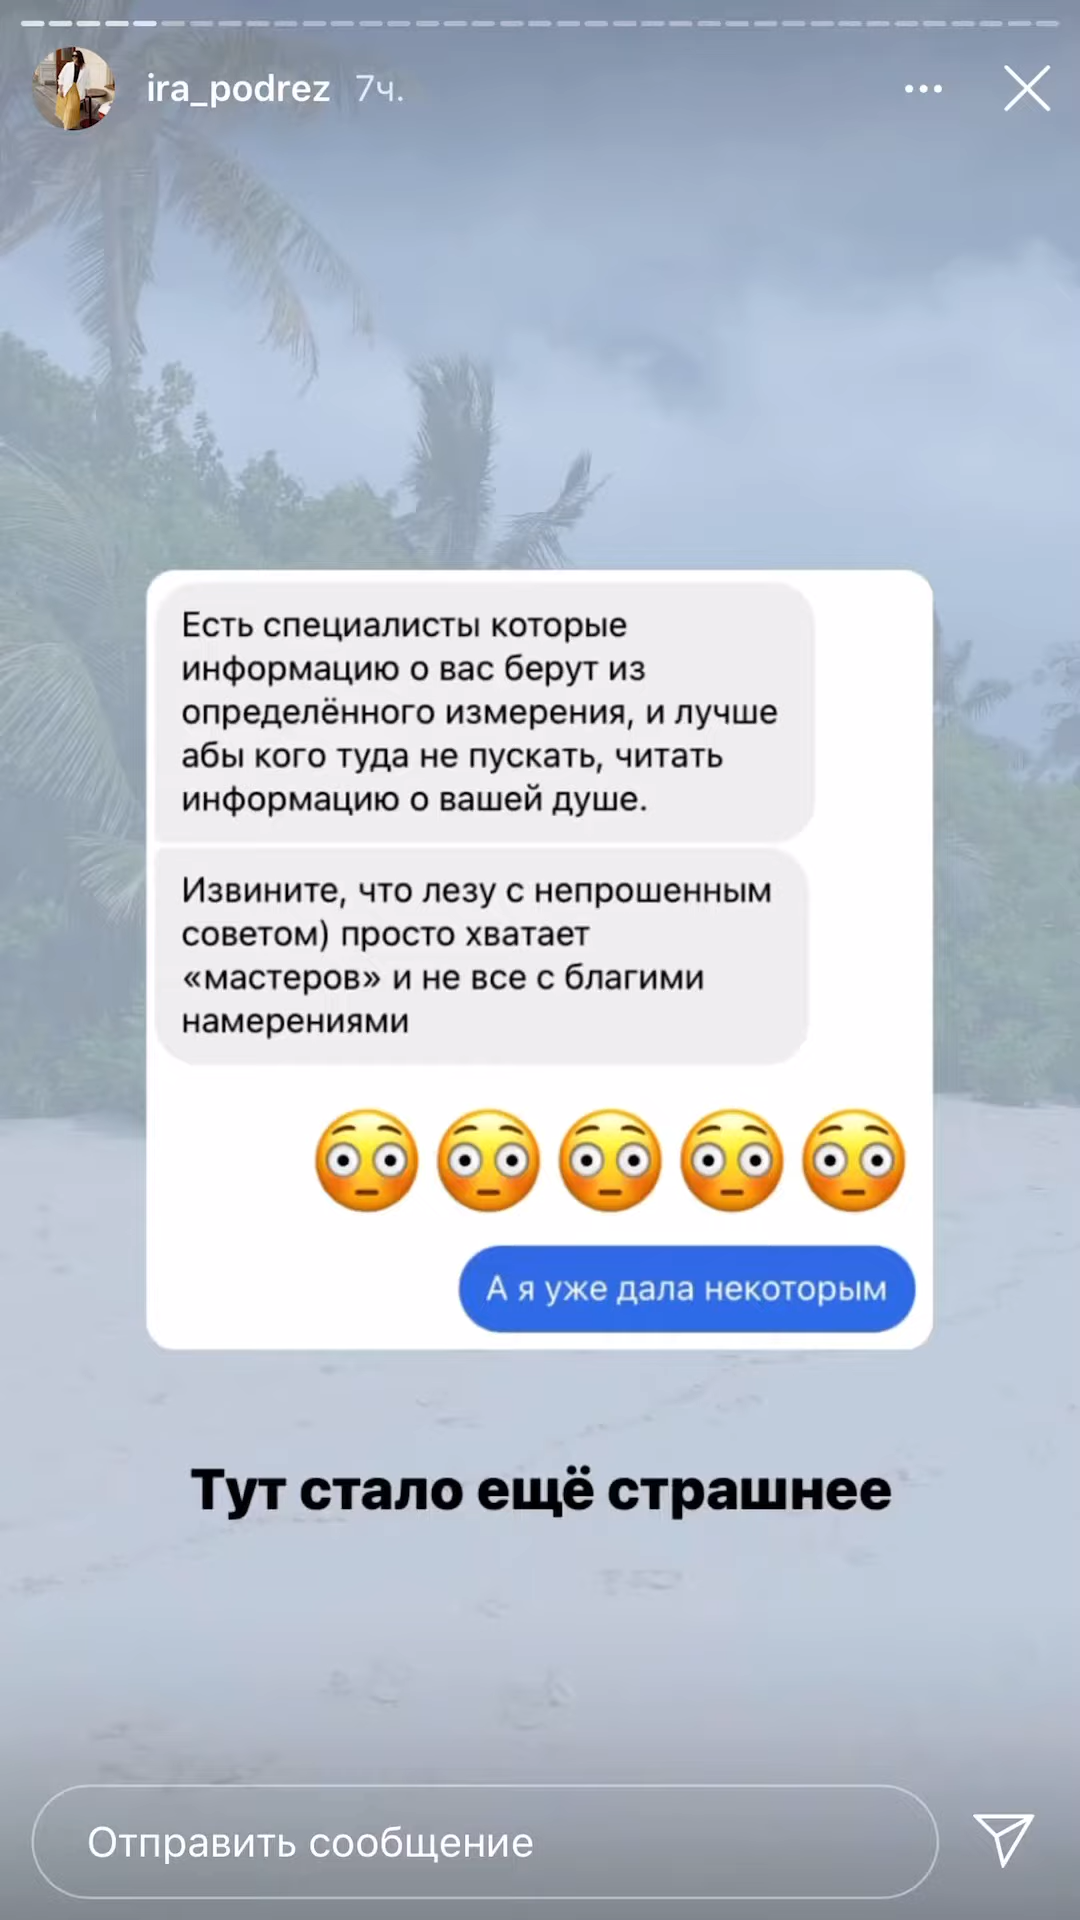 ira_podrez 7ч.
Есть специалисты которые
информацию о вас берут из
определённого измерения, и лучше
абы кого туда не пускать, читать
информацию о вашей душе.
Извините, что лезу с непрошенным
советом) просто хватает
«мастеров» и не все с благими
намерениями
😳😳😳😳😳
А я уже дала некоторым
Тут стало ещё страшнее
Отправить сообщение